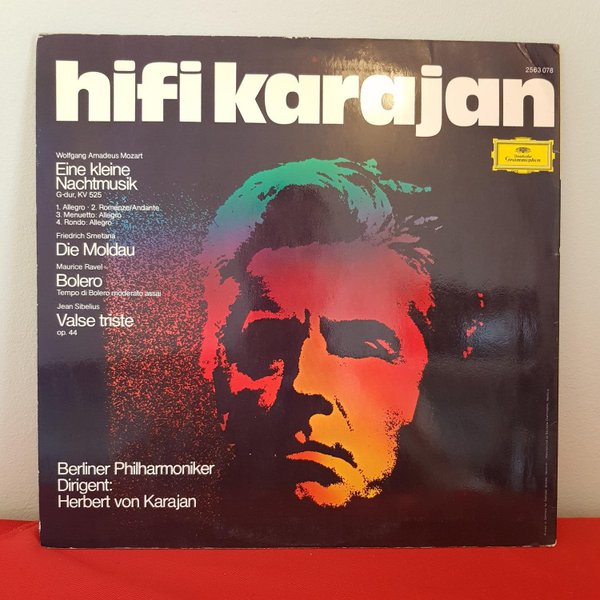 hifi karajan
2563 078
Deutsche
Grammophon
Wolfgang Amadeus Mozart
Eine kleine
Nachtmusik
G-dur, KV 525
1. Allegro · 2. Romanze/Andante
3. Menuetto: Allegro
4. Rondo: Allegro
Friedrich Smetana
Die Moldau
Maurice Ravel
Bolero
Tempo di Bolero moderato assai
Jean Sibelius
Valse triste
op. 44
Berliner Philharmoniker
Dirigent:
Herbert von Karajan